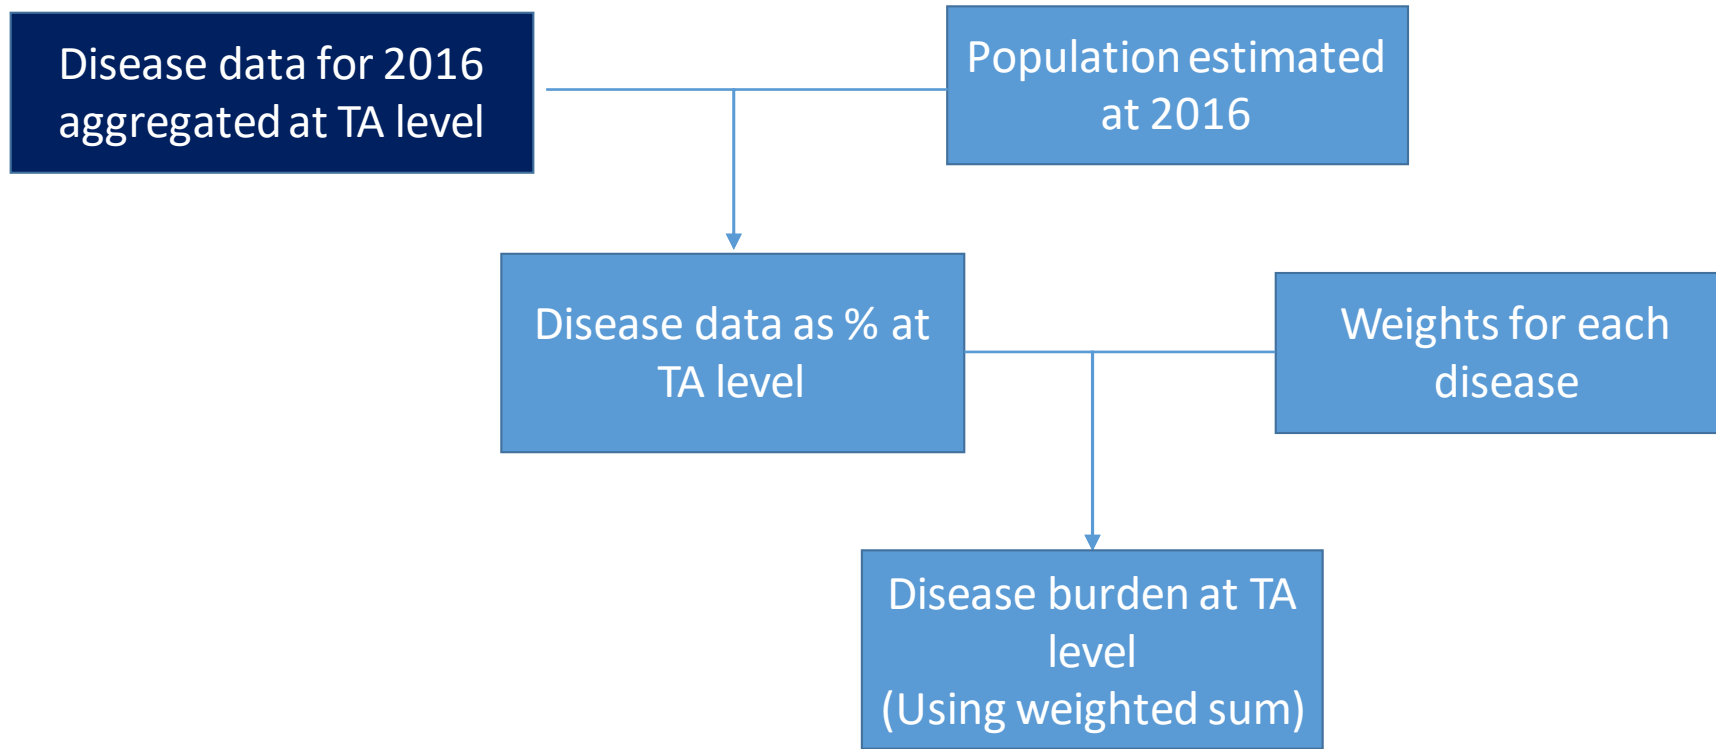 Disease data for 2016
aggregated at TA level
Population estimated
at 2016
Disease data as % at
TA level
Weights for each
disease
Disease burden at TA
level
(Using weighted sum)